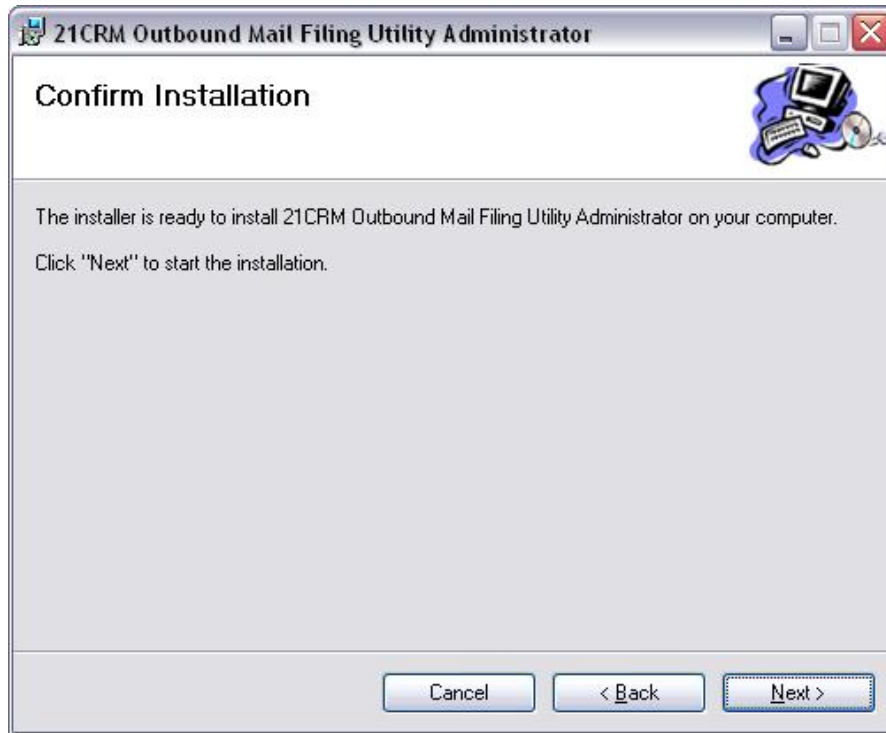 21CRM Outbound Mail Filing Utility Administrator
Confirm Installation
The installer is ready to install 21CRM Outbound Mail Filing Utility Administrator on your computer.
Click "Next" to start the installation.
Cancel
< Back
Next >